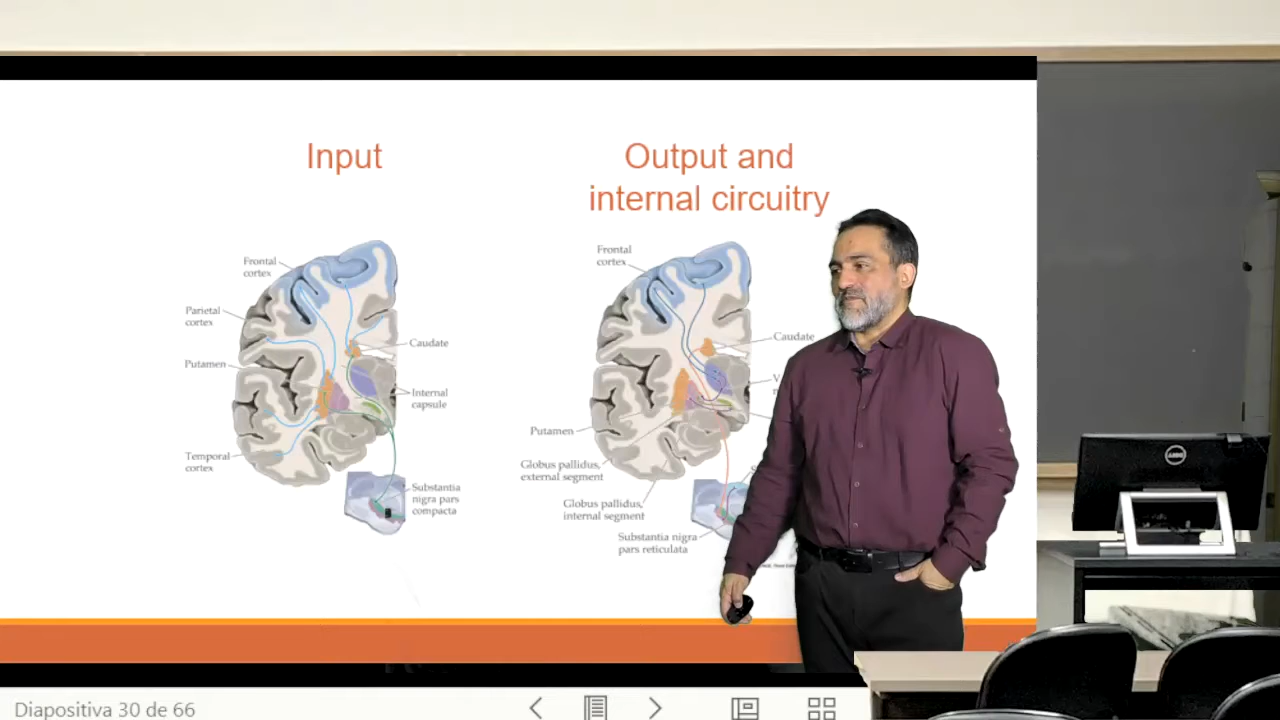 Input
Frontal
cortex
Parietal
cortex
Putamen
Temporal
cortex
Caudate
Internal
capsule
Substantia
nigra pars
compacta
Output and
internal circuitry
Frontal
cortex
Caudate
Putamen
Globus pallidus,
external segment
Globus pallidus,
internal segment
Substantia nigra
pars reticulata
DELL
Diapositiva 30 de 66